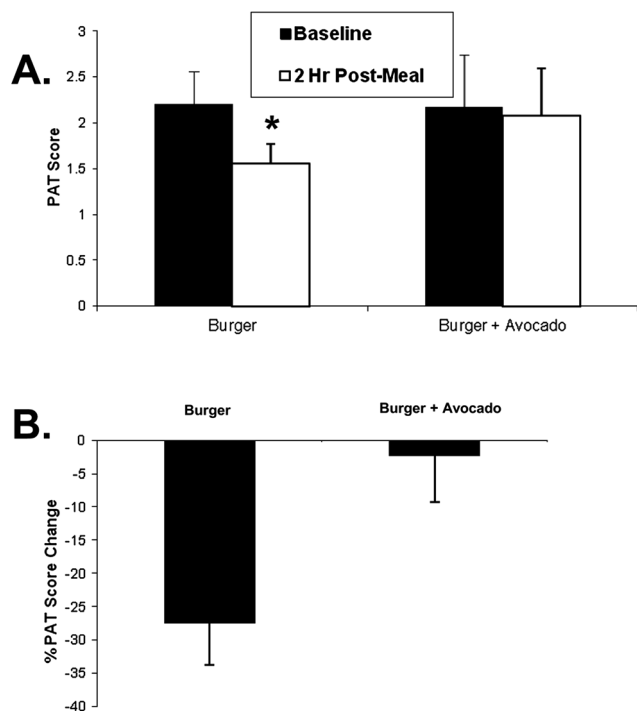 A.
Baseline
2 Hr Post-Meal
*
PAT Score
3
2.5
2
1.5
1
0.5
0
Burger
Burger + Avocado
B.
Burger
Burger + Avocado
%PAT Score Change
0
-5
-10
-15
-20
-25
-30
-35
-40